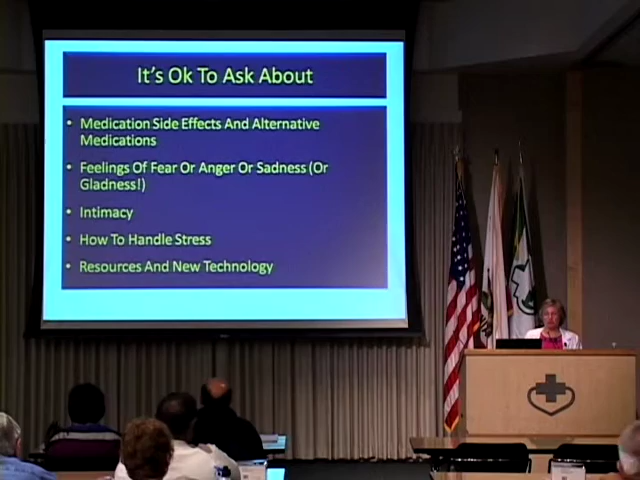 It's Ok To Ask About
• Medication Side Effects And Alternative
Medications
• Feelings Of Fear Or Anger Or Sadness (Or
Gladness!)
• Intimacy
• How To Handle Stress
• Resources And New Technology